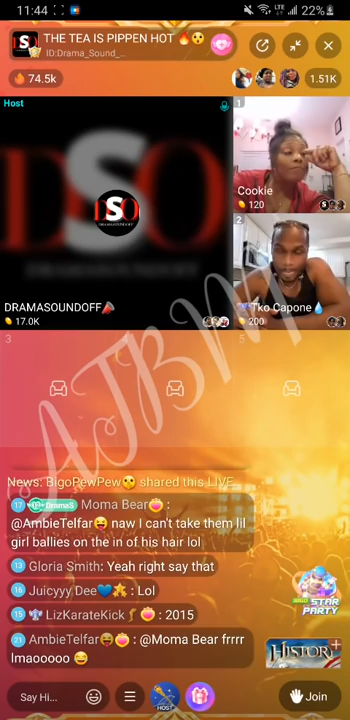 11:44
LTE
22%
THE TEA IS PIPPEN HOT
ID:Drama_Sound_...
74.5k
1.51K
Host
DSO
DRAMASOUNDOFF
17.0K
1
Cookie
120
2
Tko Capone
200
3
5
AJBMP
News: BigoPewPew shared this LIVE
17 DramaS Moma Bear :
@AmbieTelfar naw I can't take them lil
girl ballies on the in of his hair lol
13 Gloria Smith: Yeah right say that
16 Juicyyy Dee : Lol
15 LizKarateKick : 2015
21 AmbieTelfar : @Moma Bear frrrr
lmaooooo
STAR
PARTY
HISTORY+
Say Hi...
HOST
Join